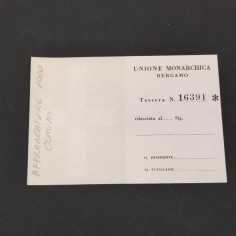 UNIONE MONARCHICA
BERGAMO
Tessera N. 16391 *
rilasciata al ..... Sig.
IL PRESIDENTE
IL TITOLARE